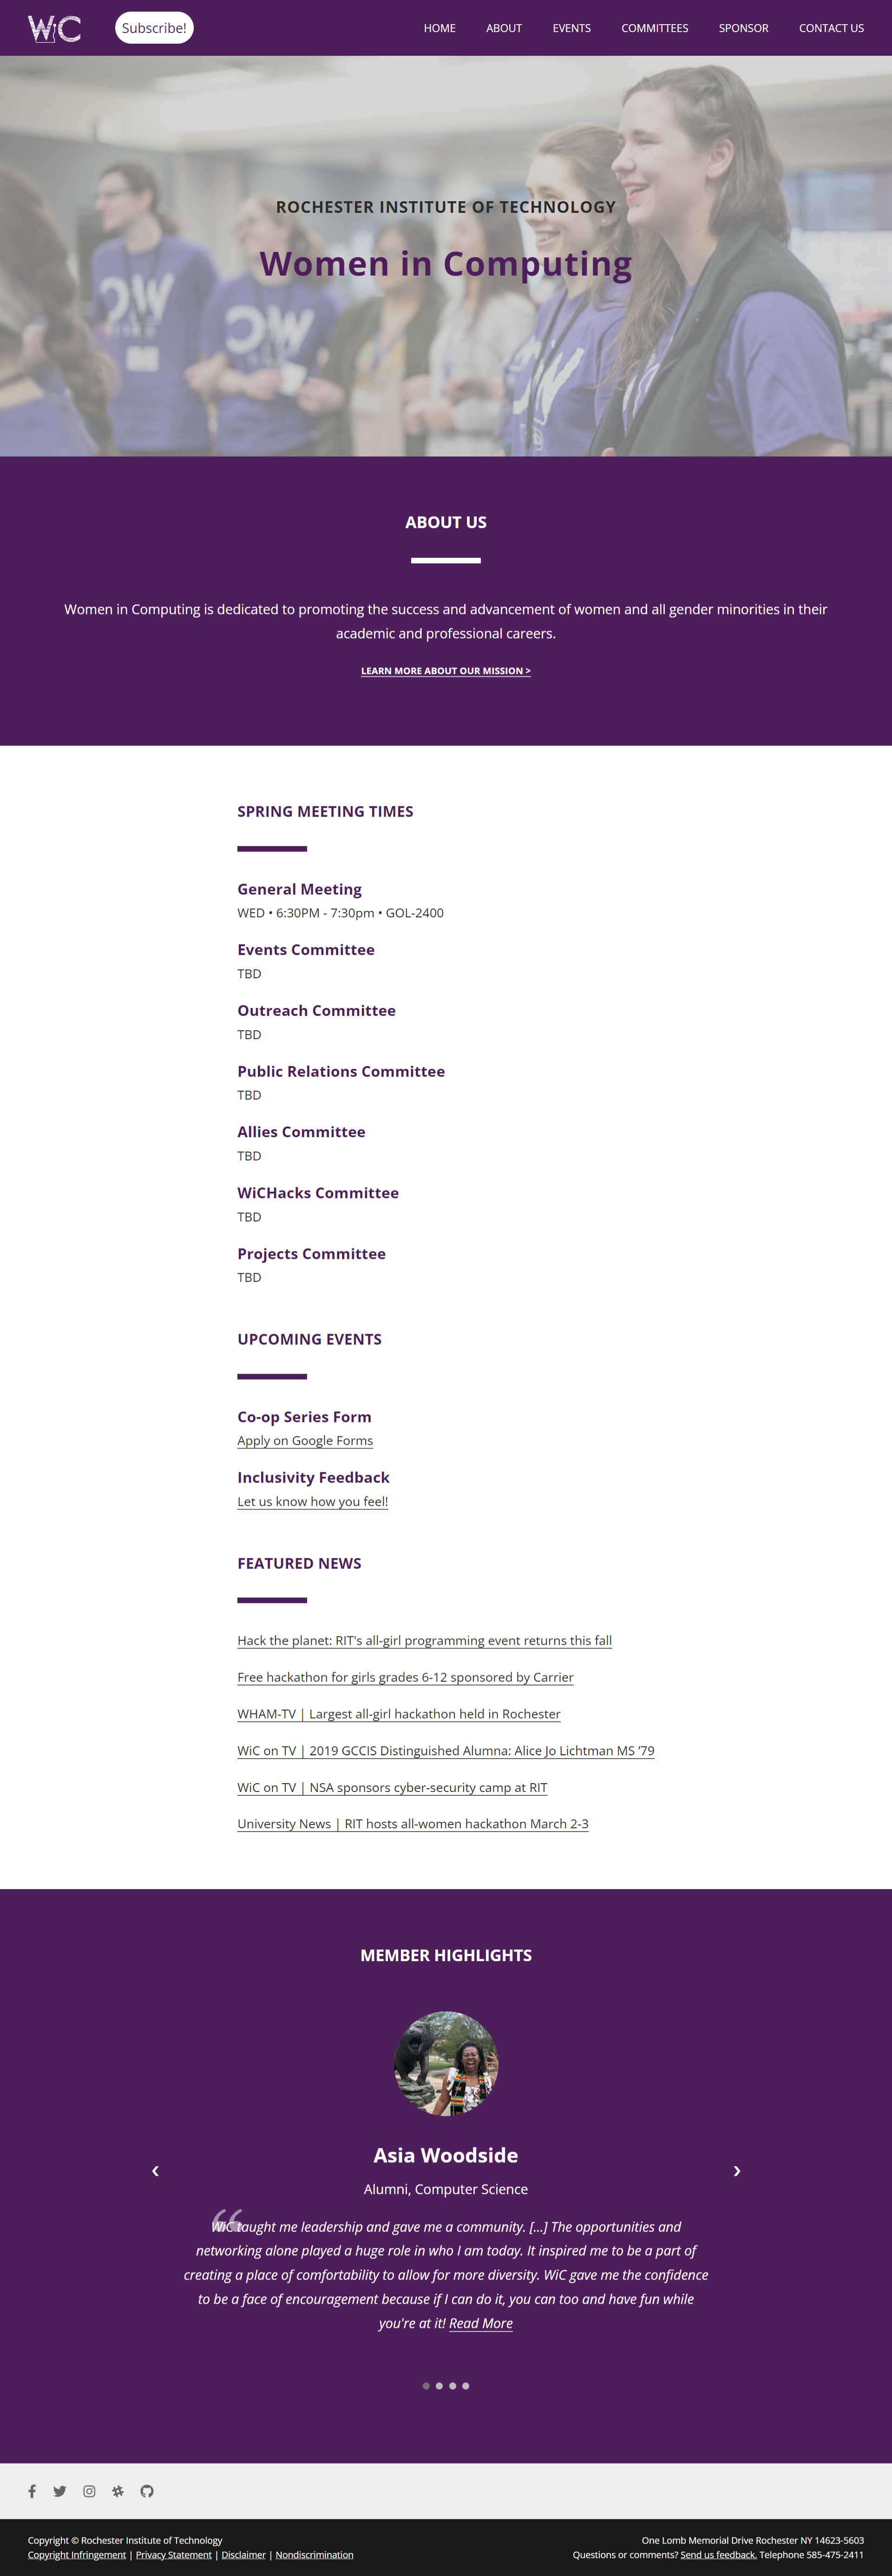 WiC
Subscribe!
HOME ABOUT EVENTS COMMITTEES SPONSOR CONTACT US
ROCHESTER INSTITUTE OF TECHNOLOGY
Women in Computing
ABOUT US
Women in Computing is dedicated to promoting the success and advancement of women and all gender minorities in their
academic and professional careers.
LEARN MORE ABOUT OUR MISSION >
SPRING MEETING TIMES
General Meeting
WED • 6:30PM - 7:30pm • GOL-2400
Events Committee
TBD
Outreach Committee
TBD
Public Relations Committee
TBD
Allies Committee
TBD
WiCHacks Committee
TBD
Projects Committee
TBD
UPCOMING EVENTS
Co-op Series Form
Apply on Google Forms
Inclusivity Feedback
Let us know how you feel!
FEATURED NEWS
Hack the planet: RIT's all-girl programming event returns this fall
Free hackathon for girls grades 6-12 sponsored by Carrier
WHAM-TV | Largest all-girl hackathon held in Rochester
WiC on TV | 2019 GCCIS Distinguished Alumna: Alice Jo Lichtman MS ’79
WiC on TV | NSA sponsors cyber-security camp at RIT
University News | RIT hosts all-women hackathon March 2-3
MEMBER HIGHLIGHTS
Asia Woodside
Alumni, Computer Science
“
WiC taught me leadership and gave me a community. [...] The opportunities and
networking alone played a huge role in who I am today. It inspired me to be a part of
creating a place of comfortability to allow for more diversity. WiC gave me the confidence
to be a face of encouragement because if I can do it, you can too and have fun while
you're at it! Read More
Copyright © Rochester Institute of Technology
Copyright Infringement | Privacy Statement | Disclaimer | Nondiscrimination
One Lomb Memorial Drive Rochester NY 14623-5603
Questions or comments? Send us feedback. Telephone 585-475-2411